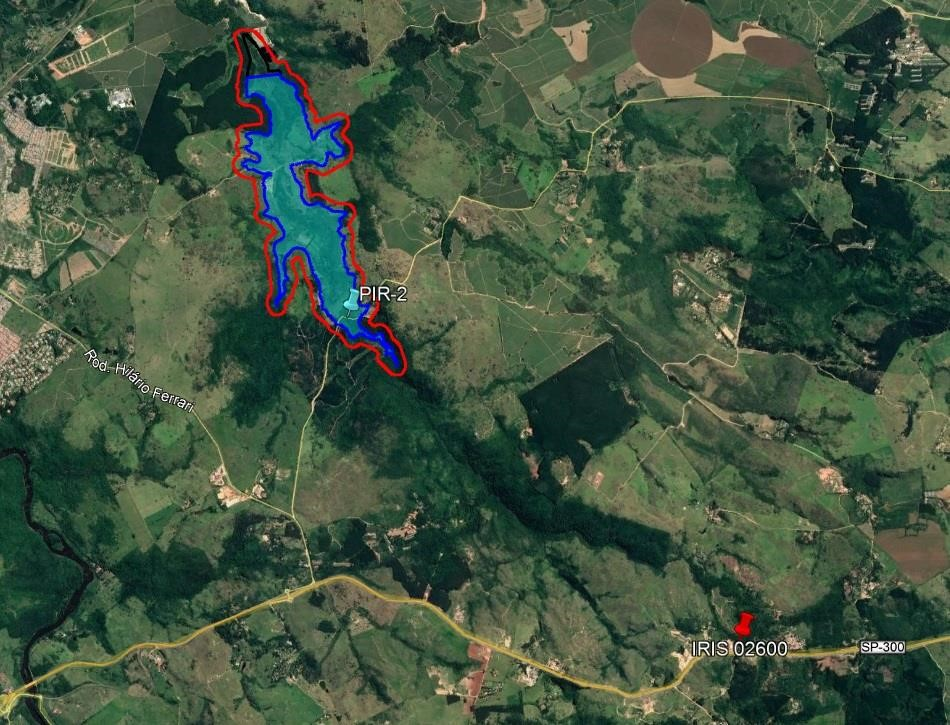 PIR-2
Rod. Hilário Ferrari
IRIS 02600
SP-300